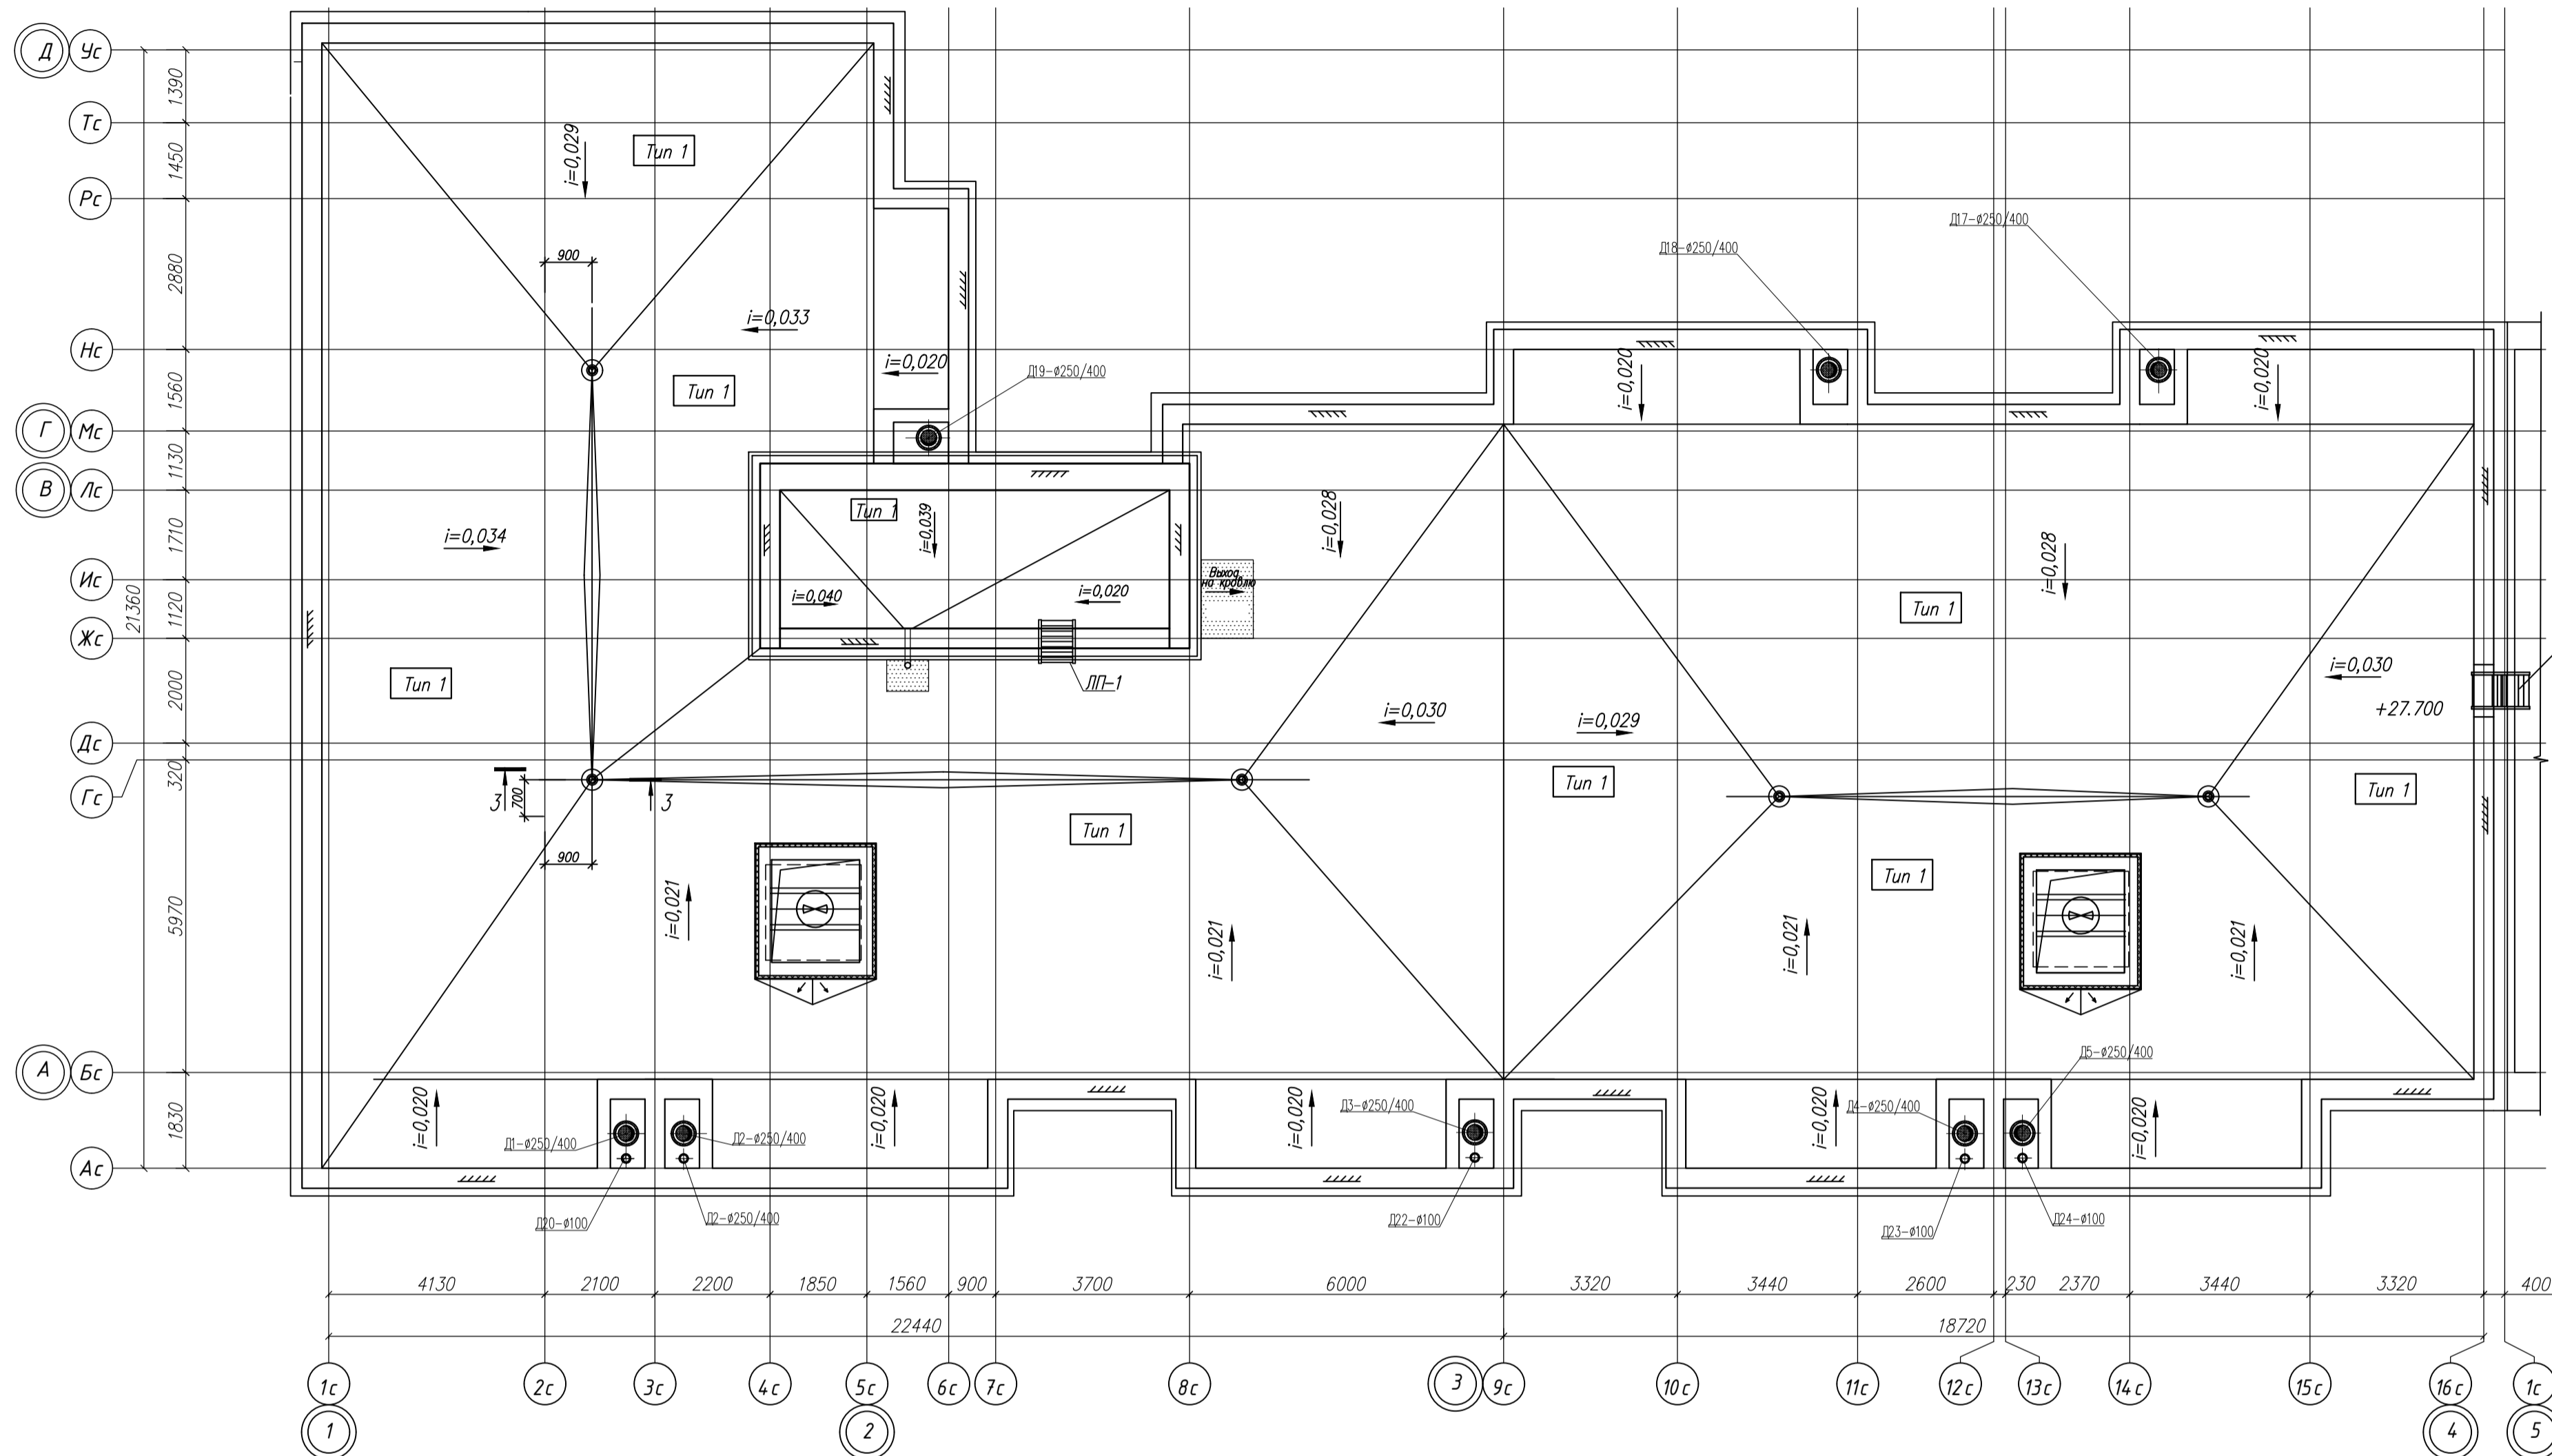 Д Ус
Тс
Рс
Нс
Г Мс
В Лс
Ис
Жс
Дс
Гс
А Бс
Ас
1390
1450
2880
1560
1130
1710
1120
2000
320
5970
1830
21360
i=0,029
Тип 1
900
i=0,033
i=0,020
Тип 1
Д19-ø250/400
Д18-ø250/400
Д17-ø250/400
i=0,020
i=0,020
i=0,034
Тип 1
i=0,039
i=0,040
i=0,020
Выход
на кровлю
i=0,028
i=0,028
Тип 1
Тип 1
ЛП-1
i=0,030
i=0,029
i=0,030
+27.700
3
700
3
900
Тип 1
Тип 1
Тип 1
Тип 1
i=0,021
i=0,021
i=0,021
i=0,021
Д5-ø250/400
i=0,020
i=0,020
i=0,020
i=0,020
i=0,020
Д1-ø250/400
Д2-ø250/400
Д3-ø250/400
Д4-ø250/400
Д20-ø100
Д2-ø250/400
Д22-ø100
Д23-ø100
Д24-ø100
4130 2100 2200 1850 1560 900 3700 6000 3320 3440 2600 230 2370 3440 3320 400
22440 18720
1с 2с 3с 4с 5с 6с 7с 8с 3 9с 10с 11с 12с 13с 14с 15с 16с 1с
1 2 4 5